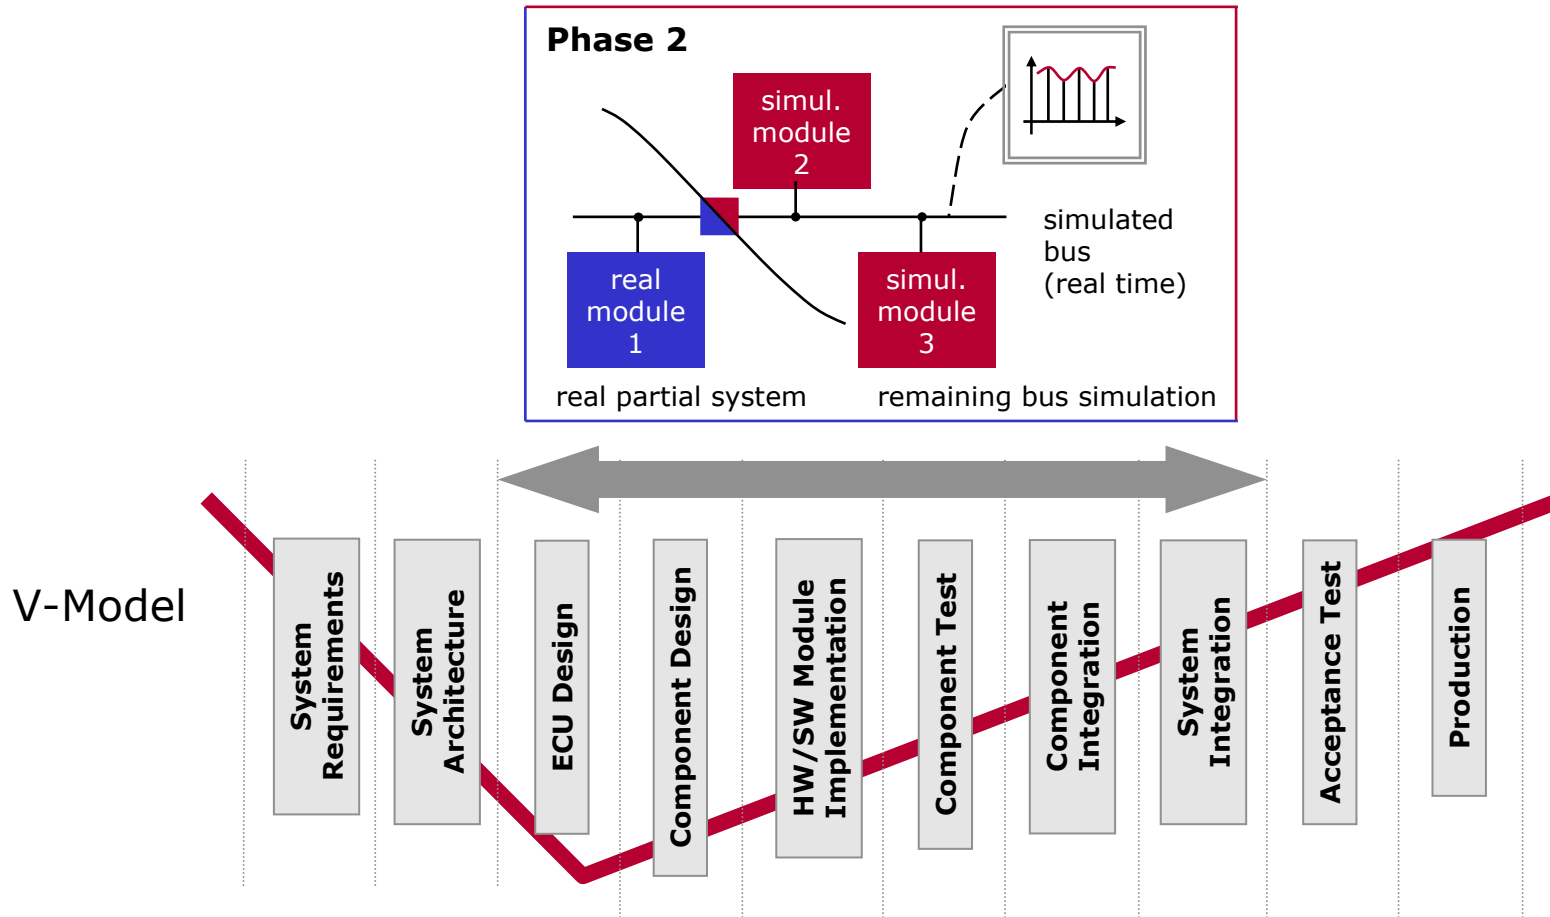 Phase 2
simul.
module
2
simulated
bus
(real time)
real
module
1
simul.
module
3
real partial system
remaining bus simulation
V-Model
System
Requirements
System
Architecture
ECU Design
Component Design
HW/SW Module
Implementation
Component Test
Component
Integration
System
Integration
Acceptance Test
Production